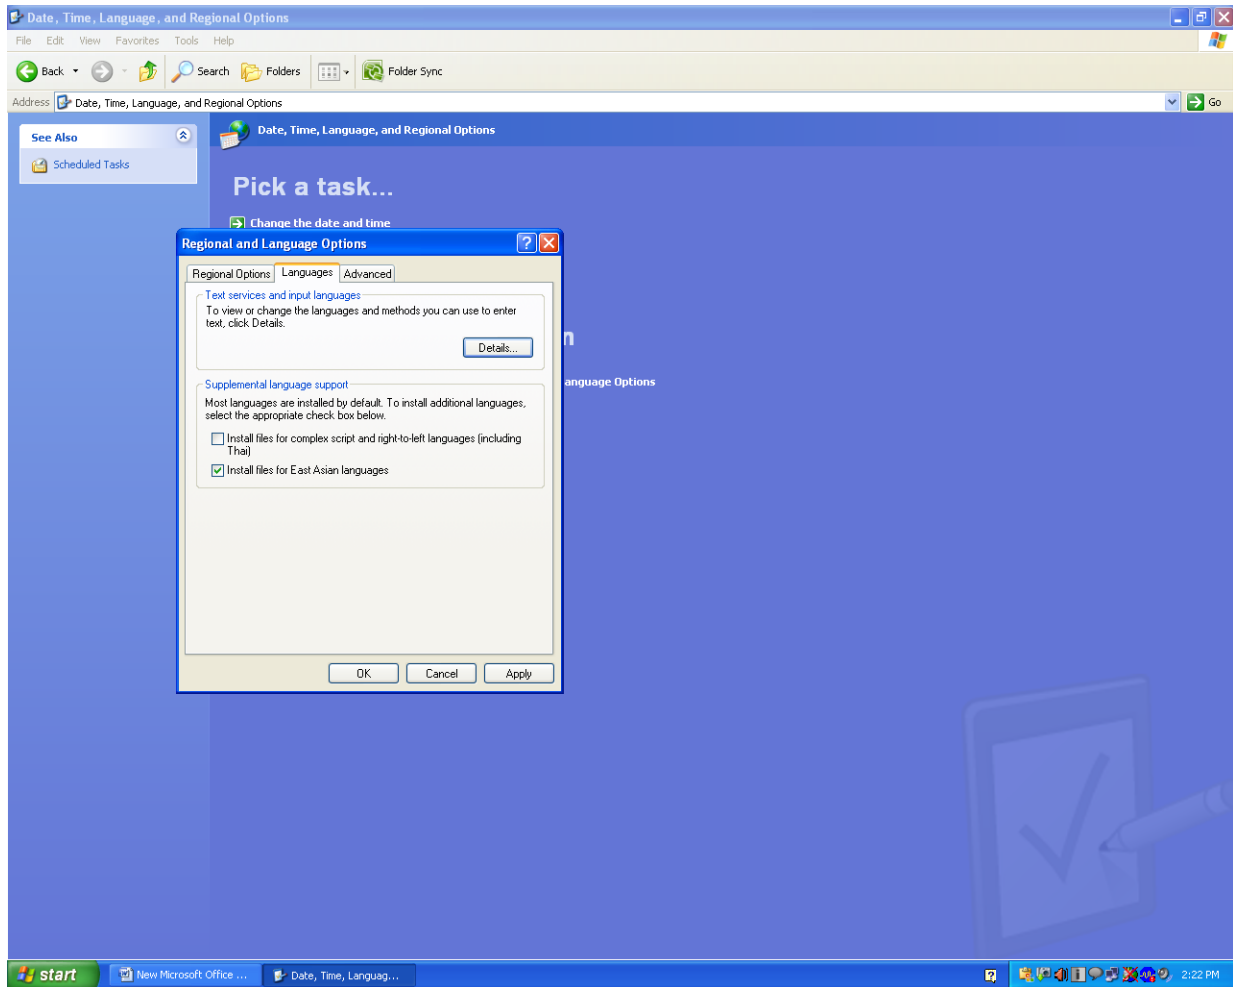 Date, Time, Language, and Regional Options
File Edit View Favorites Tools Help
Back Search Folders Folder Sync
Address Date, Time, Language, and Regional Options Go
See Also
Scheduled Tasks
Date, Time, Language, and Regional Options
Pick a task...
Change the date and time
Regional and Language Options
Regional Options Languages Advanced
Text services and input languages
To view or change the languages and methods you can use to enter
text, click Details.
Details...
Supplemental language support
Most languages are installed by default. To install additional languages,
select the appropriate check box below.
Install files for complex script and right-to-left languages (including
Thai)
Install files for East Asian languages
OK Cancel Apply
n
anguage Options
start New Microsoft Office ... Date, Time, Languag... 2:22 PM